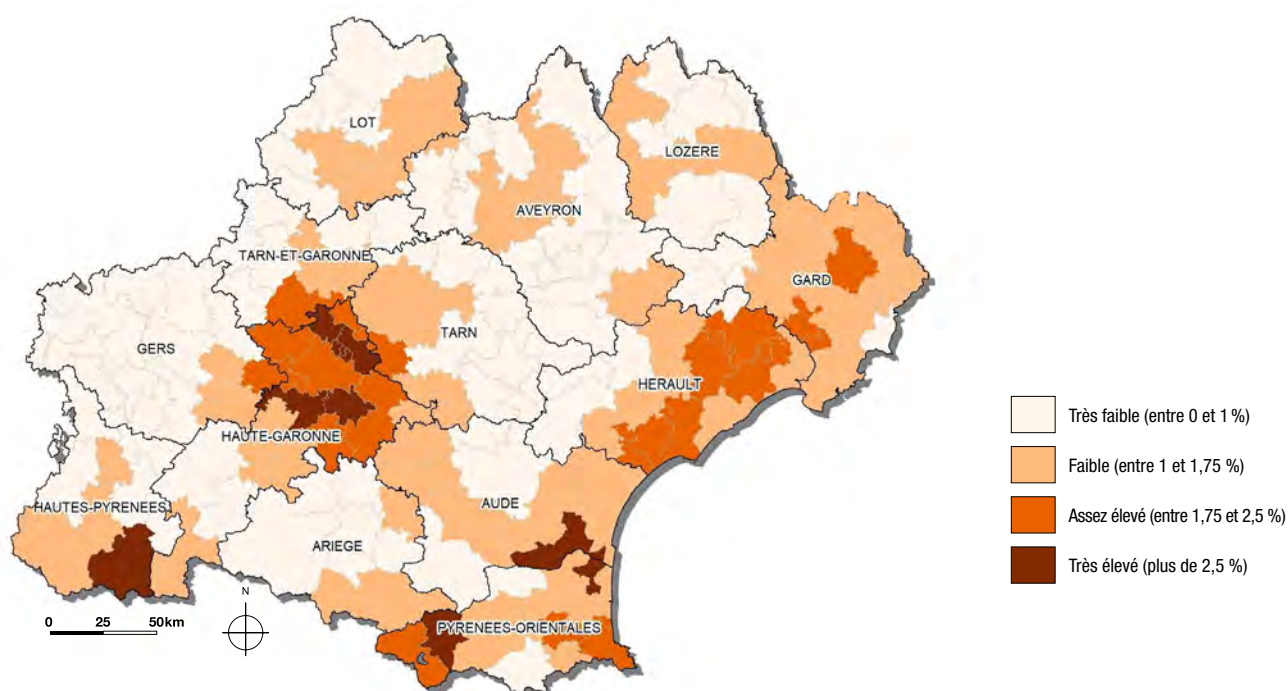 LOT
LOZERE
AVEYRON
TARN-ET-GARONNE
GARD
TARN
GERS
HERAULT
HAUTE-GARONNE
AUDE
HAUTES-PYRENEES
ARIEGE
PYRENEES-ORIENTALES
N
0 25 50km
Très faible (entre 0 et 1 %)
Faible (entre 1 et 1,75 %)
Assez élevé (entre 1,75 et 2,5 %)
Très élevé (plus de 2,5 %)